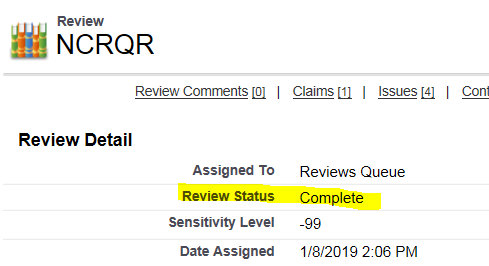 Review
NCRQR
Review Comments [0] | Claims [1] | Issues [4] | Cont
Review Detail
Assigned To Reviews Queue
Review Status Complete
Sensitivity Level -99
Date Assigned 1/8/2019 2:06 PM